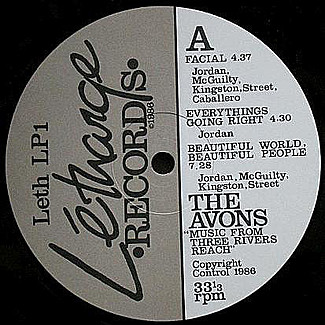 Leth LP1
Létharge
•RECORDS•
©1986
A
FACIAL 4.37
Jordan,
McGuilty,
Kingston,Street,
Caballero
EVERYTHINGS
GOING RIGHT 4.30
Jordan
BEAUTIFUL WORLD,
BEAUTIFUL PEOPLE
7.28
Jordan, McGuilty,
Kingston,Street
THE
AVONS
"MUSIC FROM
THREE RIVERS
REACH"
Copyright
Control 1986
33⅓
rpm